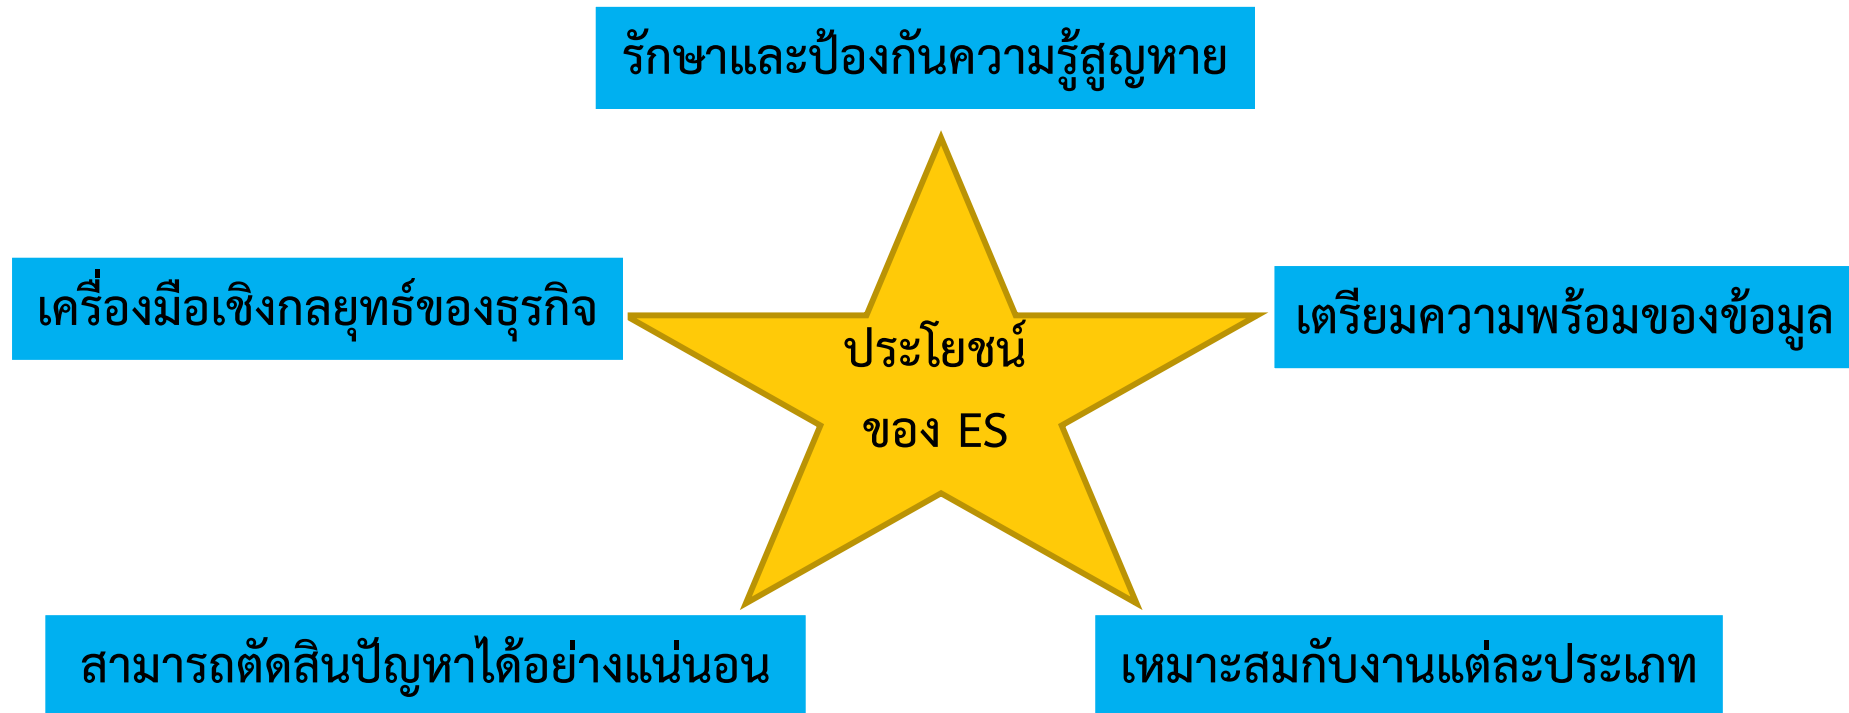 รักษาและป้องกันความรู้สูญหาย
เครื่องมือเชิงกลยุทธ์ของธุรกิจ
เตรียมความพร้อมของข้อมูล
ประโยชน์
ของ ES
สามารถตัดสินปัญหาได้อย่างแน่นอน
เหมาะสมกับงานแต่ละประเภท